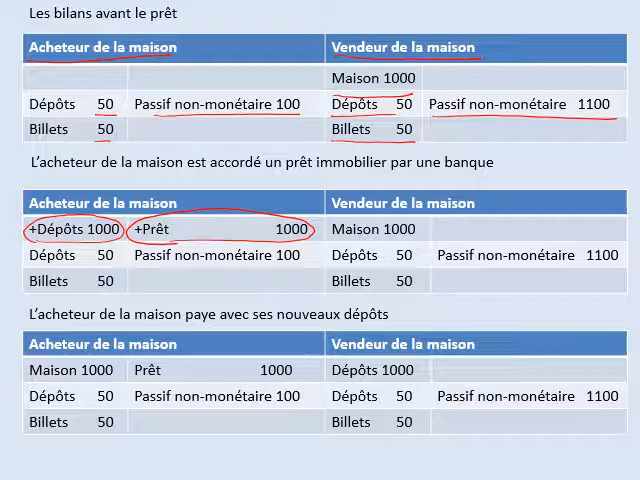 Les bilans avant le prêt
Acheteur de la maison Vendeur de la maison
Maison 1000
Dépôts 50 Passif non-monétaire 100 Dépôts 50 Passif non-monétaire 1100
Billets 50 Billets 50
L'acheteur de la maison est accordé un prêt immobilier par une banque
Acheteur de la maison Vendeur de la maison
+Dépôts 1000 +Prêt 1000 Maison 1000
Dépôts 50 Passif non-monétaire 100 Dépôts 50 Passif non-monétaire 1100
Billets 50 Billets 50
L'acheteur de la maison paye avec ses nouveaux dépôts
Acheteur de la maison Vendeur de la maison
Maison 1000 Prêt 1000 Dépôts 1000
Dépôts 50 Passif non-monétaire 100 Dépôts 50 Passif non-monétaire 1100
Billets 50 Billets 50